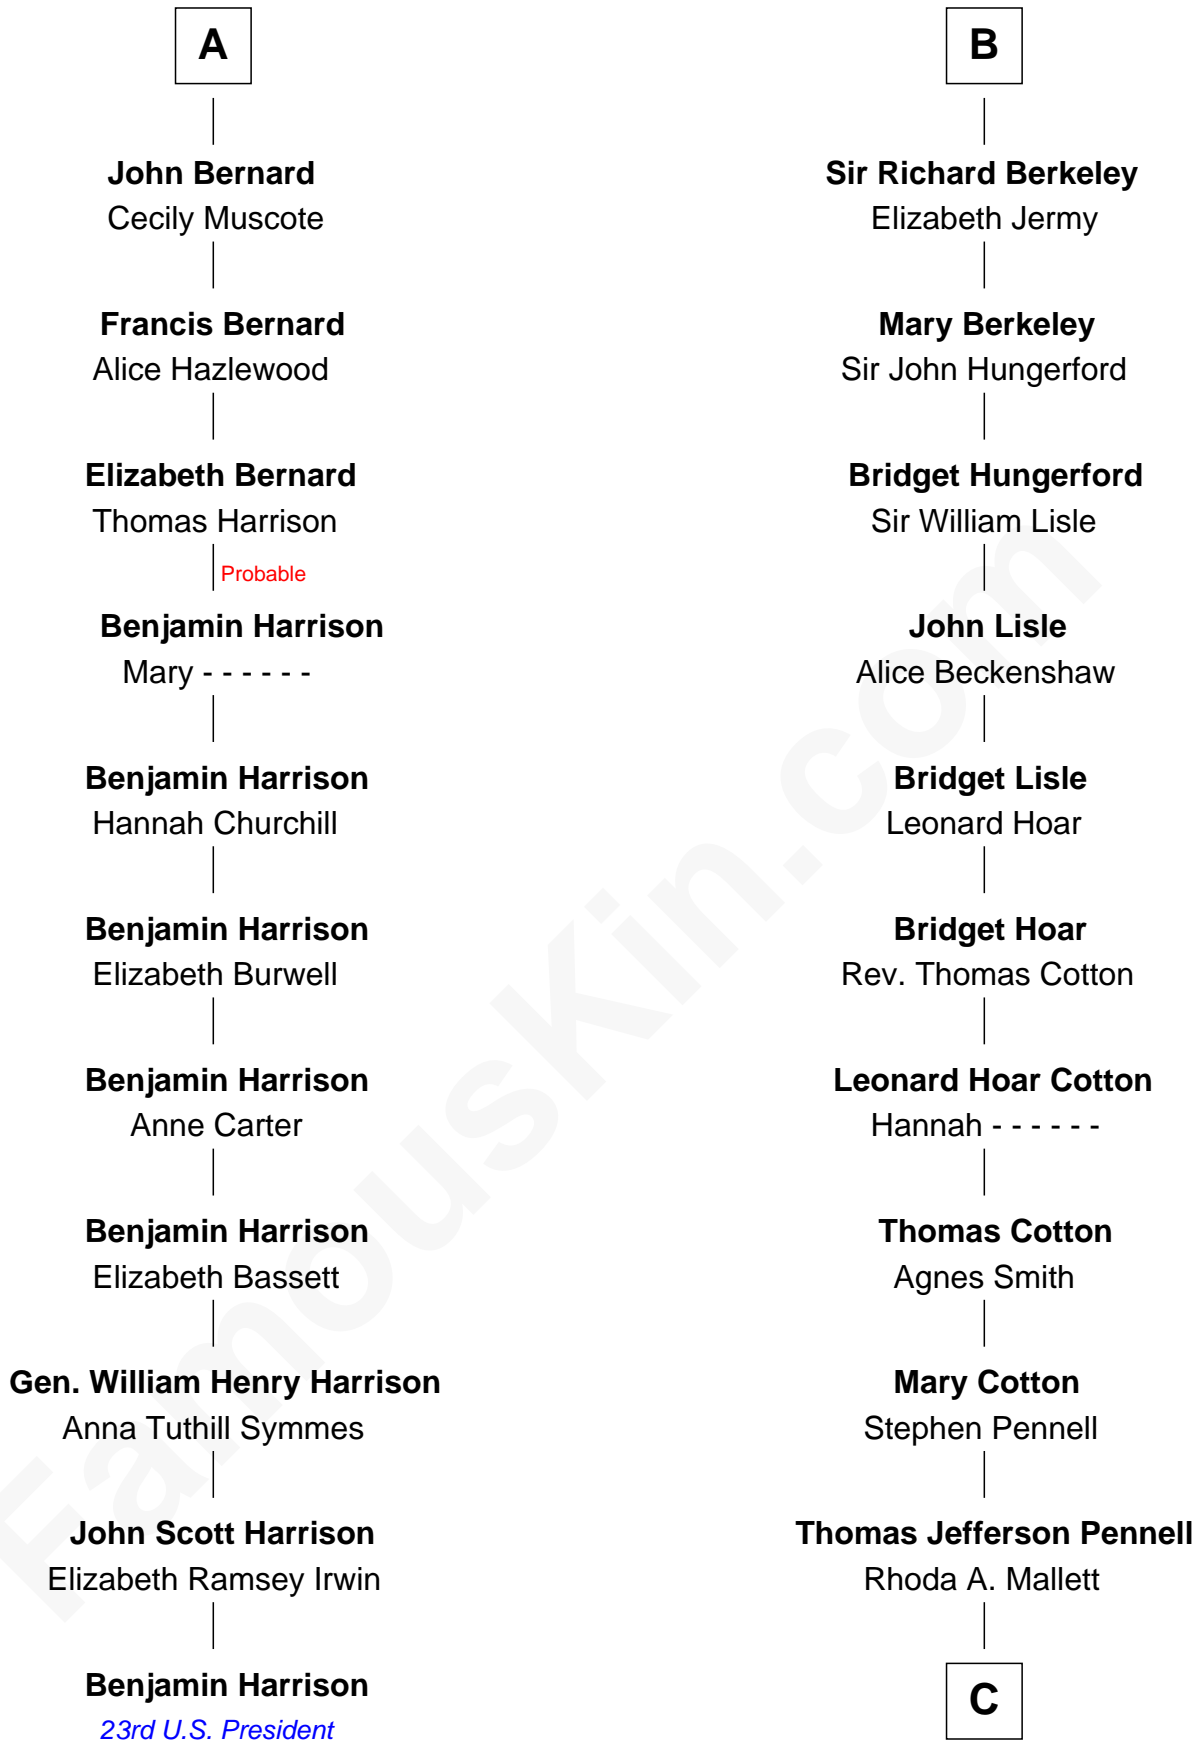 A
John Bernard
Cecily Muscote
Francis Bernard
Alice Hazlewood
Elizabeth Bernard
Thomas Harrison
Probable
Benjamin Harrison
Mary - - - - - -
Benjamin Harrison
Hannah Churchill
Benjamin Harrison
Elizabeth Burwell
Benjamin Harrison
Anne Carter
Benjamin Harrison
Elizabeth Bassett
Gen. William Henry Harrison
Anna Tuthill Symmes
John Scott Harrison
Elizabeth Ramsey Irwin
Benjamin Harrison
23rd U.S. President
B
Sir Richard Berkeley
Elizabeth Jermy
Mary Berkeley
Sir John Hungerford
Bridget Hungerford
Sir William Lisle
John Lisle
Alice Beckenshaw
Bridget Lisle
Leonard Hoar
Bridget Hoar
Rev. Thomas Cotton
Leonard Hoar Cotton
Hannah - - - - - -
Thomas Cotton
Agnes Smith
Mary Cotton
Stephen Pennell
Thomas Jefferson Pennell
Rhoda A. Mallett
C
FamousKin.com